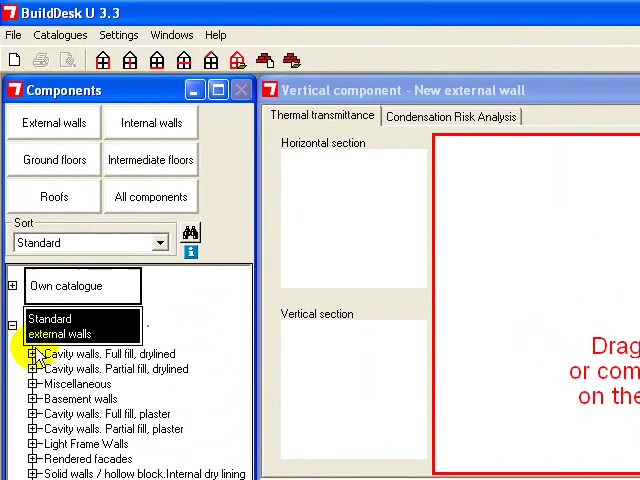 BuildDesk U 3.3
File Catalogues Settings Windows Help
Components
External walls Internal walls
Ground floors Intermediate floors
Roofs All components
Sort
Standard
Own catalogue
Standard
external walls
Cavity walls. Full fill, drylined
Cavity walls. Partial fill, drylined
Miscellaneous
Basement walls
Cavity walls. Full fill, plaster
Cavity walls. Partial fill, plaster
Light Frame Walls
Rendered facades
Solid walls / hollow block.Internal dry lining
Vertical component - New external wall
Thermal transmittance Condensation Risk Analysis
Horizontal section
Vertical section
Drag
or com
on the